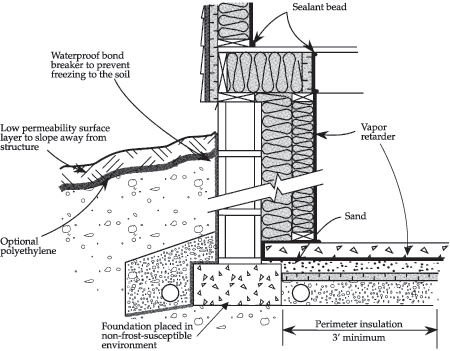 Sealant bead
Waterproof bond
breaker to prevent
freezing to the soil
Low permeability surface
layer to slope away from
structure
Vapor
retarder
Sand
Optional
polyethylene
Foundation placed in
non-frost-susceptible
environment
Perimeter insulation
3' minimum